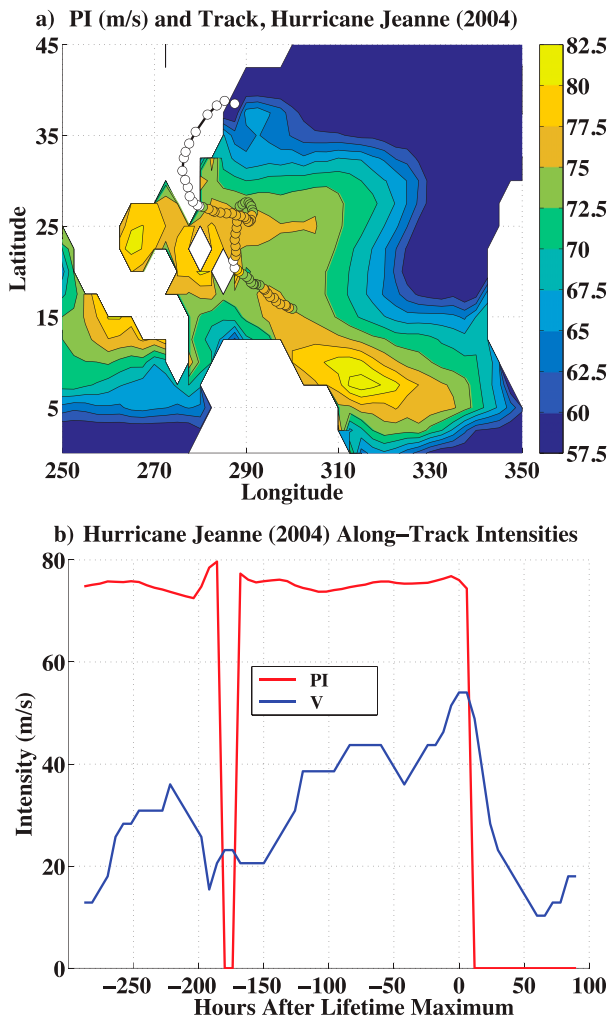 a) PI (m/s) and Track, Hurricane Jeanne (2004)
45
35
25
15
5
Latitude
250 270 290 310 330 350
Longitude
82.5
80
77.5
75
72.5
70
67.5
65
62.5
60
57.5
b) Hurricane Jeanne (2004) Along-Track Intensities
80
60
40
20
0
Intensity (m/s)
PI
V
-250 -200 -150 -100 -50 0 50 100
Hours After Lifetime Maximum